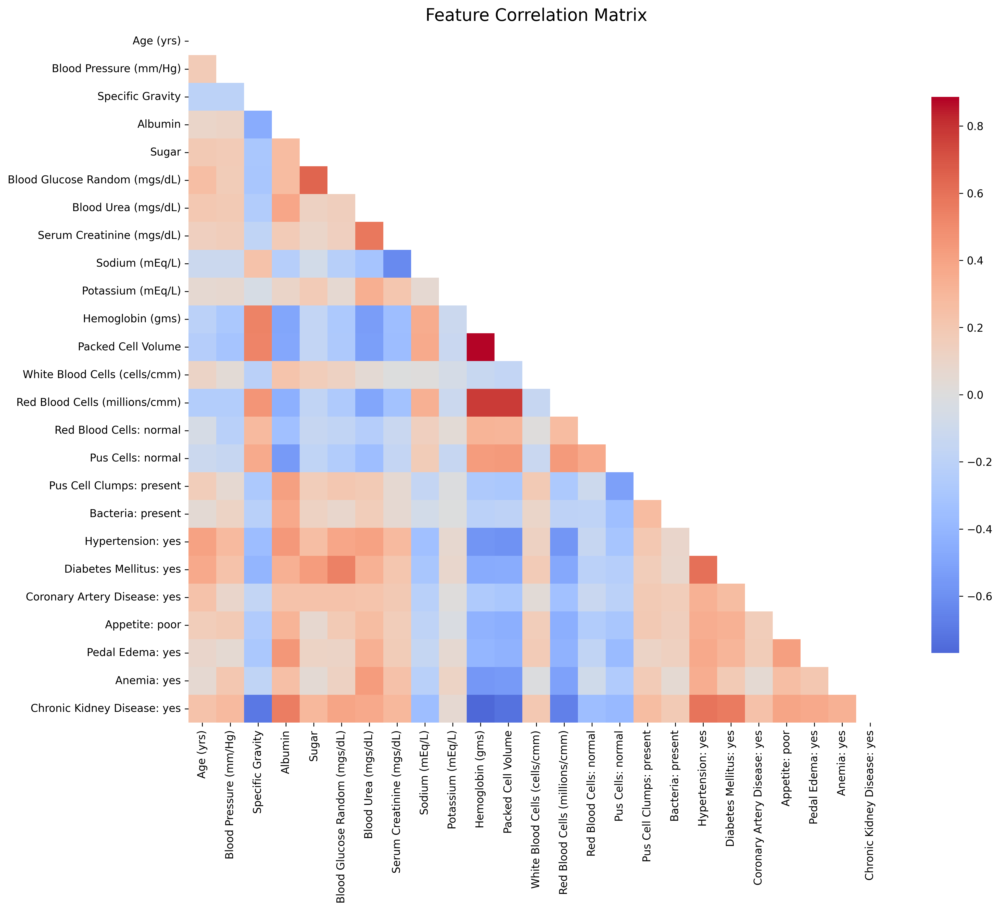 Feature Correlation Matrix
Age (yrs)
Blood Pressure (mm/Hg)
Specific Gravity
Albumin
Sugar
Blood Glucose Random (mgs/dL)
Blood Urea (mgs/dL)
Serum Creatinine (mgs/dL)
Sodium (mEq/L)
Potassium (mEq/L)
Hemoglobin (gms)
Packed Cell Volume
White Blood Cells (cells/cmm)
Red Blood Cells (millions/cmm)
Red Blood Cells: normal
Pus Cells: normal
Pus Cell Clumps: present
Bacteria: present
Hypertension: yes
Diabetes Mellitus: yes
Coronary Artery Disease: yes
Appetite: poor
Pedal Edema: yes
Anemia: yes
Chronic Kidney Disease: yes
Age (yrs)
Blood Pressure (mm/Hg)
Specific Gravity
Albumin
Sugar
Blood Glucose Random (mgs/dL)
Blood Urea (mgs/dL)
Serum Creatinine (mgs/dL)
Sodium (mEq/L)
Potassium (mEq/L)
Hemoglobin (gms)
Packed Cell Volume
White Blood Cells (cells/cmm)
Red Blood Cells (millions/cmm)
Red Blood Cells: normal
Pus Cells: normal
Pus Cell Clumps: present
Bacteria: present
Hypertension: yes
Diabetes Mellitus: yes
Coronary Artery Disease: yes
Appetite: poor
Pedal Edema: yes
Anemia: yes
Chronic Kidney Disease: yes
0.8
0.6
0.4
0.2
0.0
−0.2
−0.4
−0.6